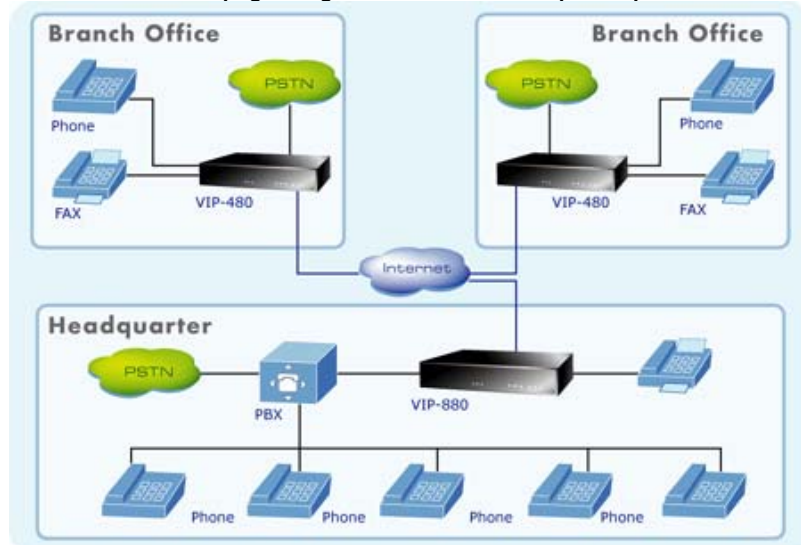 Branch Office
PSTN
Phone
FAX
VIP-480
Branch Office
PSTN
Phone
VIP-480
FAX
Internet
Headquarter
PSTN
PBX
VIP-880
Phone
Phone
Phone
Phone